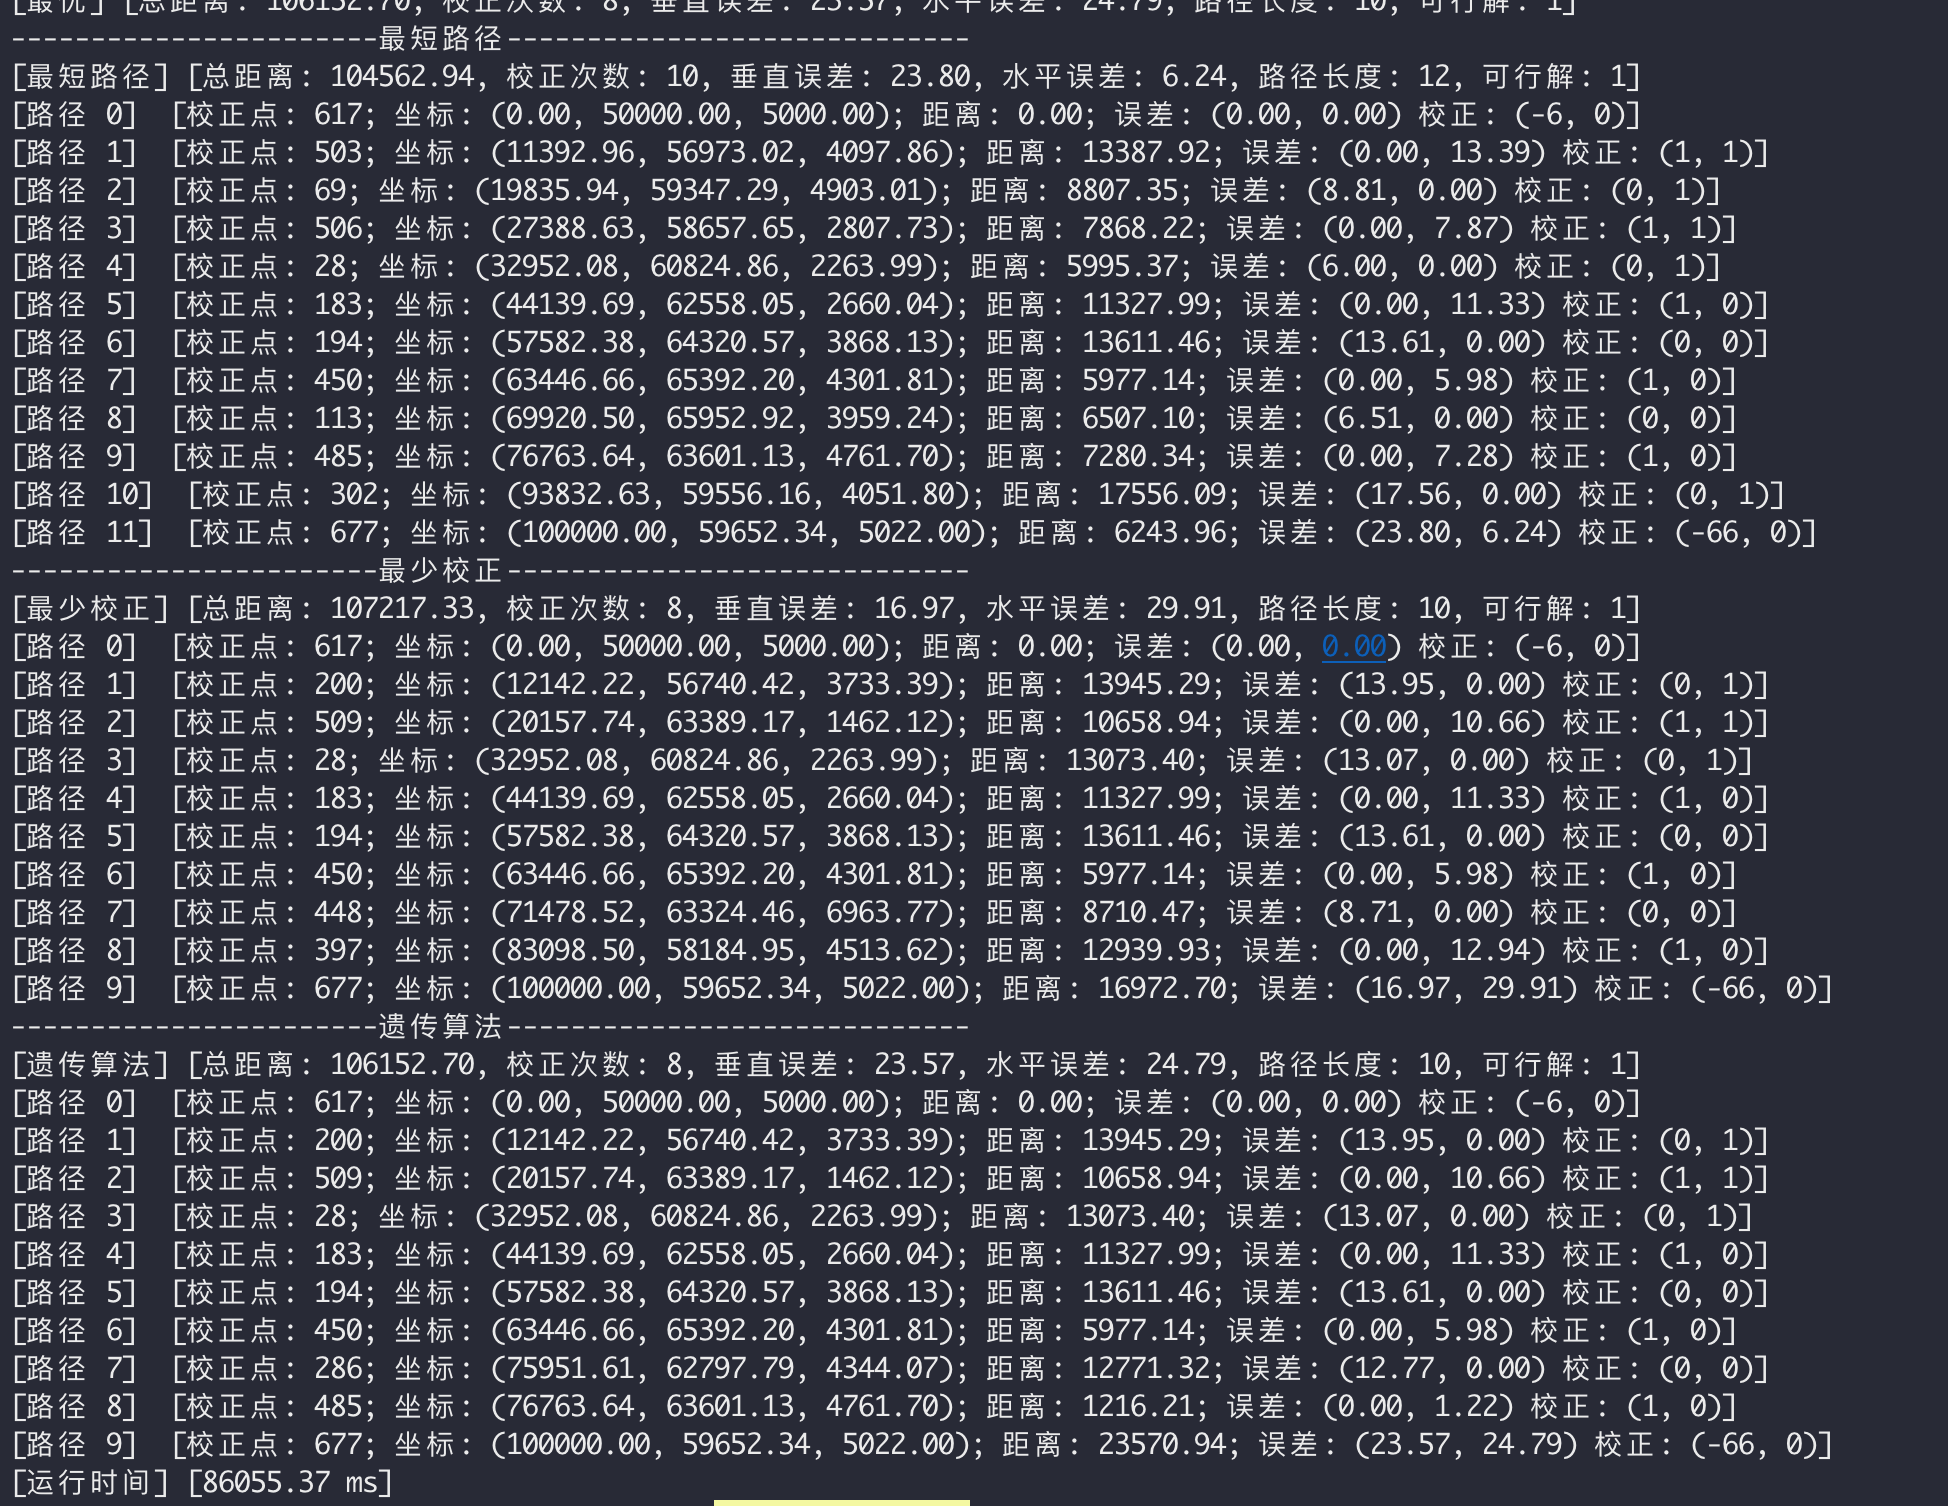 [最优] [总距离: 106152.70, 校正次数: 8, 垂直误差: 23.57, 水平误差: 24.79, 路径长度: 10, 可行解: 1]
-----------------------最短路径-----------------------------
[最短路径] [总距离: 104562.94, 校正次数: 10, 垂直误差: 23.80, 水平误差: 6.24, 路径长度: 12, 可行解: 1]
[路径 0]  [校正点: 617; 坐标: (0.00, 50000.00, 5000.00); 距离: 0.00; 误差: (0.00, 0.00) 校正: (-6, 0)]
[路径 1]  [校正点: 503; 坐标: (11392.96, 56973.02, 4097.86); 距离: 13387.92; 误差: (0.00, 13.39) 校正: (1, 1)]
[路径 2]  [校正点: 69; 坐标: (19835.94, 59347.29, 4903.01); 距离: 8807.35; 误差: (8.81, 0.00) 校正: (0, 1)]
[路径 3]  [校正点: 506; 坐标: (27388.63, 58657.65, 2807.73); 距离: 7868.22; 误差: (0.00, 7.87) 校正: (1, 1)]
[路径 4]  [校正点: 28; 坐标: (32952.08, 60824.86, 2263.99); 距离: 5995.37; 误差: (6.00, 0.00) 校正: (0, 1)]
[路径 5]  [校正点: 183; 坐标: (44139.69, 62558.05, 2660.04); 距离: 11327.99; 误差: (0.00, 11.33) 校正: (1, 0)]
[路径 6]  [校正点: 194; 坐标: (57582.38, 64320.57, 3868.13); 距离: 13611.46; 误差: (13.61, 0.00) 校正: (0, 0)]
[路径 7]  [校正点: 450; 坐标: (63446.66, 65392.20, 4301.81); 距离: 5977.14; 误差: (0.00, 5.98) 校正: (1, 0)]
[路径 8]  [校正点: 113; 坐标: (69920.50, 65952.92, 3959.24); 距离: 6507.10; 误差: (6.51, 0.00) 校正: (0, 0)]
[路径 9]  [校正点: 485; 坐标: (76763.64, 63601.13, 4761.70); 距离: 7280.34; 误差: (0.00, 7.28) 校正: (1, 0)]
[路径 10]  [校正点: 302; 坐标: (93832.63, 59556.16, 4051.80); 距离: 17556.09; 误差: (17.56, 0.00) 校正: (0, 1)]
[路径 11]  [校正点: 677; 坐标: (100000.00, 59652.34, 5022.00); 距离: 6243.96; 误差: (23.80, 6.24) 校正: (-66, 0)]
-----------------------最少校正-----------------------------
[最少校正] [总距离: 107217.33, 校正次数: 8, 垂直误差: 16.97, 水平误差: 29.91, 路径长度: 10, 可行解: 1]
[路径 0]  [校正点: 617; 坐标: (0.00, 50000.00, 5000.00); 距离: 0.00; 误差: (0.00, 0.00) 校正: (-6, 0)]
[路径 1]  [校正点: 200; 坐标: (12142.22, 56740.42, 3733.39); 距离: 13945.29; 误差: (13.95, 0.00) 校正: (0, 1)]
[路径 2]  [校正点: 509; 坐标: (20157.74, 63389.17, 1462.12); 距离: 10658.94; 误差: (0.00, 10.66) 校正: (1, 1)]
[路径 3]  [校正点: 28; 坐标: (32952.08, 60824.86, 2263.99); 距离: 13073.40; 误差: (13.07, 0.00) 校正: (0, 1)]
[路径 4]  [校正点: 183; 坐标: (44139.69, 62558.05, 2660.04); 距离: 11327.99; 误差: (0.00, 11.33) 校正: (1, 0)]
[路径 5]  [校正点: 194; 坐标: (57582.38, 64320.57, 3868.13); 距离: 13611.46; 误差: (13.61, 0.00) 校正: (0, 0)]
[路径 6]  [校正点: 450; 坐标: (63446.66, 65392.20, 4301.81); 距离: 5977.14; 误差: (0.00, 5.98) 校正: (1, 0)]
[路径 7]  [校正点: 448; 坐标: (71478.52, 63324.46, 6963.77); 距离: 8710.47; 误差: (8.71, 0.00) 校正: (0, 0)]
[路径 8]  [校正点: 397; 坐标: (83098.50, 58184.95, 4513.62); 距离: 12939.93; 误差: (0.00, 12.94) 校正: (1, 0)]
[路径 9]  [校正点: 677; 坐标: (100000.00, 59652.34, 5022.00); 距离: 16972.70; 误差: (16.97, 29.91) 校正: (-66, 0)]
-----------------------遗传算法-----------------------------
[遗传算法] [总距离: 106152.70, 校正次数: 8, 垂直误差: 23.57, 水平误差: 24.79, 路径长度: 10, 可行解: 1]
[路径 0]  [校正点: 617; 坐标: (0.00, 50000.00, 5000.00); 距离: 0.00; 误差: (0.00, 0.00) 校正: (-6, 0)]
[路径 1]  [校正点: 200; 坐标: (12142.22, 56740.42, 3733.39); 距离: 13945.29; 误差: (13.95, 0.00) 校正: (0, 1)]
[路径 2]  [校正点: 509; 坐标: (20157.74, 63389.17, 1462.12); 距离: 10658.94; 误差: (0.00, 10.66) 校正: (1, 1)]
[路径 3]  [校正点: 28; 坐标: (32952.08, 60824.86, 2263.99); 距离: 13073.40; 误差: (13.07, 0.00) 校正: (0, 1)]
[路径 4]  [校正点: 183; 坐标: (44139.69, 62558.05, 2660.04); 距离: 11327.99; 误差: (0.00, 11.33) 校正: (1, 0)]
[路径 5]  [校正点: 194; 坐标: (57582.38, 64320.57, 3868.13); 距离: 13611.46; 误差: (13.61, 0.00) 校正: (0, 0)]
[路径 6]  [校正点: 450; 坐标: (63446.66, 65392.20, 4301.81); 距离: 5977.14; 误差: (0.00, 5.98) 校正: (1, 0)]
[路径 7]  [校正点: 286; 坐标: (75951.61, 62797.79, 4344.07); 距离: 12771.32; 误差: (12.77, 0.00) 校正: (0, 0)]
[路径 8]  [校正点: 485; 坐标: (76763.64, 63601.13, 4761.70); 距离: 1216.21; 误差: (0.00, 1.22) 校正: (1, 0)]
[路径 9]  [校正点: 677; 坐标: (100000.00, 59652.34, 5022.00); 距离: 23570.94; 误差: (23.57, 24.79) 校正: (-66, 0)]
[运行时间] [86055.37 ms]